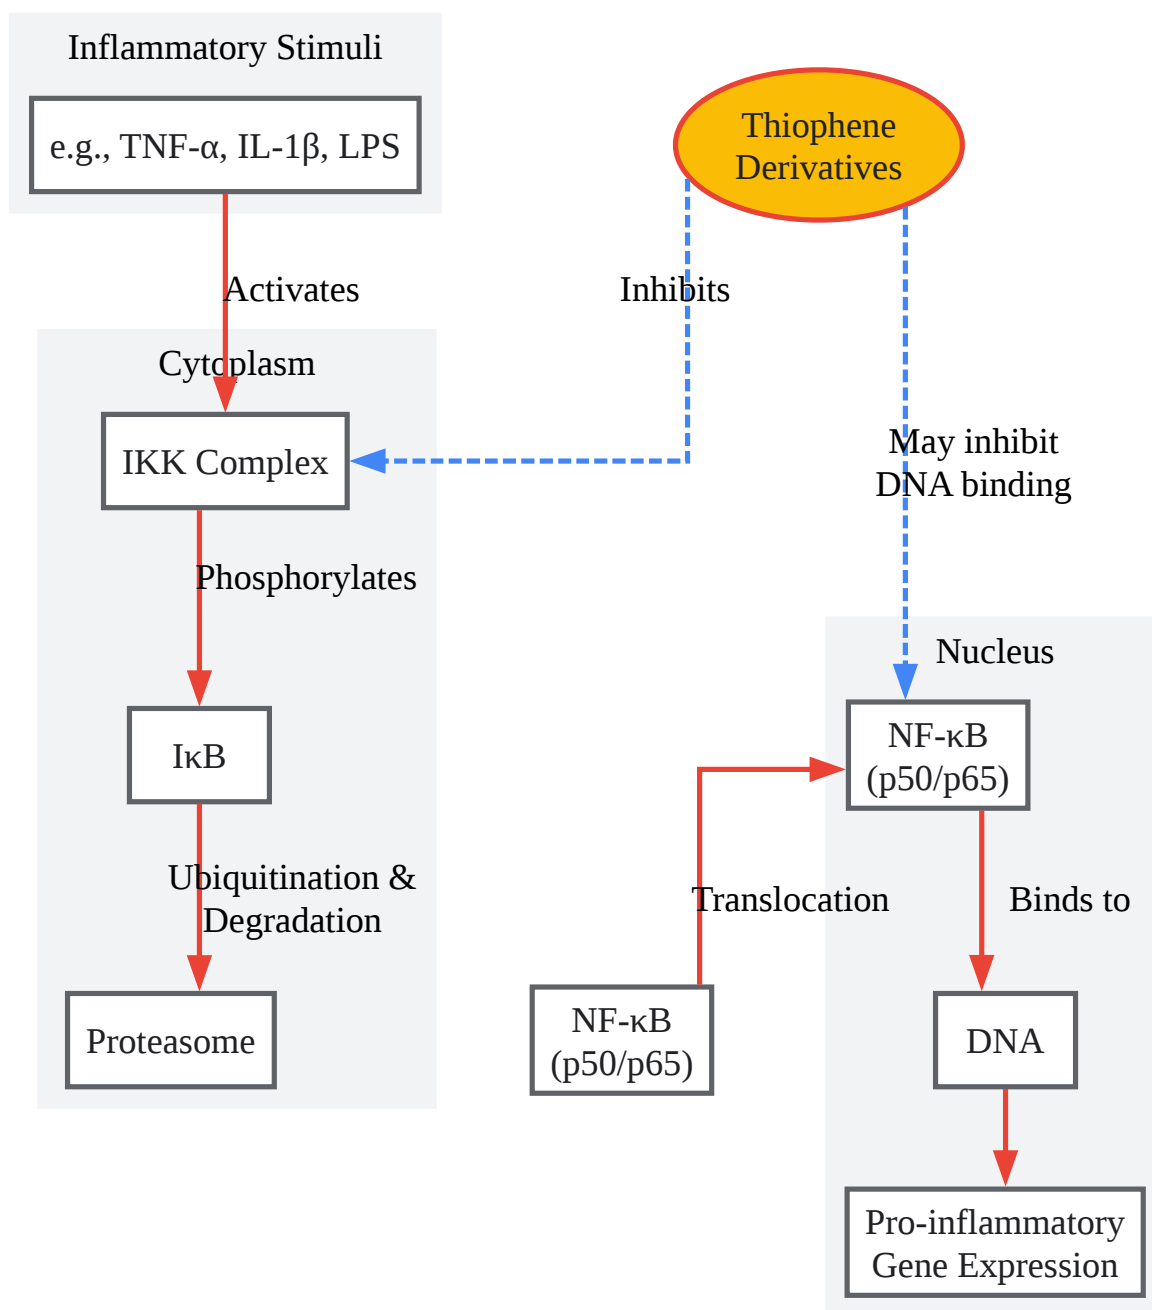 Inflammatory Stimuli
e.g., TNF-α, IL-1β, LPS
Thiophene
Derivatives
Activates
Inhibits
Cytoplasm
IKK Complex
May inhibit
DNA binding
Phosphorylates
Nucleus
IκB
NF-κB
(p50/p65)
Ubiquitination &
Degradation
Translocation
Binds to
Proteasome
NF-κB
(p50/p65)
DNA
Pro-inflammatory
Gene Expression